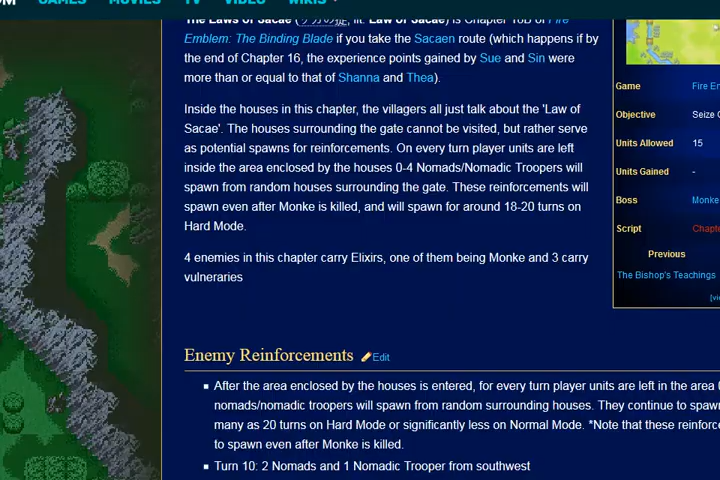 GAMES MOVIES TV VIDEO WIKIS
The Laws of Sacae (サカの掟, lit. Law of Sacae) is Chapter 18B of Fire
Emblem: The Binding Blade if you take the Sacaen route (which happens if by
the end of Chapter 16, the experience points gained by Sue and Sin were
more than or equal to that of Shanna and Thea).
Inside the houses in this chapter, the villagers all just talk about the 'Law of
Sacae'. The houses surrounding the gate cannot be visited, but rather serve
as potential spawns for reinforcements. On every turn player units are left
inside the area enclosed by the houses 0-4 Nomads/Nomadic Troopers will
spawn from random houses surrounding the gate. These reinforcements will
spawn even after Monke is killed, and will spawn for around 18-20 turns on
Hard Mode.
4 enemies in this chapter carry Elixirs, one of them being Monke and 3 carry
vulneraries
Game Fire En
Objective Seize G
Units Allowed 15
Units Gained -
Boss Monke
Script Chapte
Previous
The Bishop's Teachings
[vie
Enemy Reinforcements Edit
After the area enclosed by the houses is entered, for every turn player units are left in the area
nomads/nomadic troopers will spawn from random surrounding houses. They continue to spawn
many as 20 turns on Hard Mode or significantly less on Normal Mode. *Note that these reinforce
to spawn even after Monke is killed.
Turn 10: 2 Nomads and 1 Nomadic Trooper from southwest